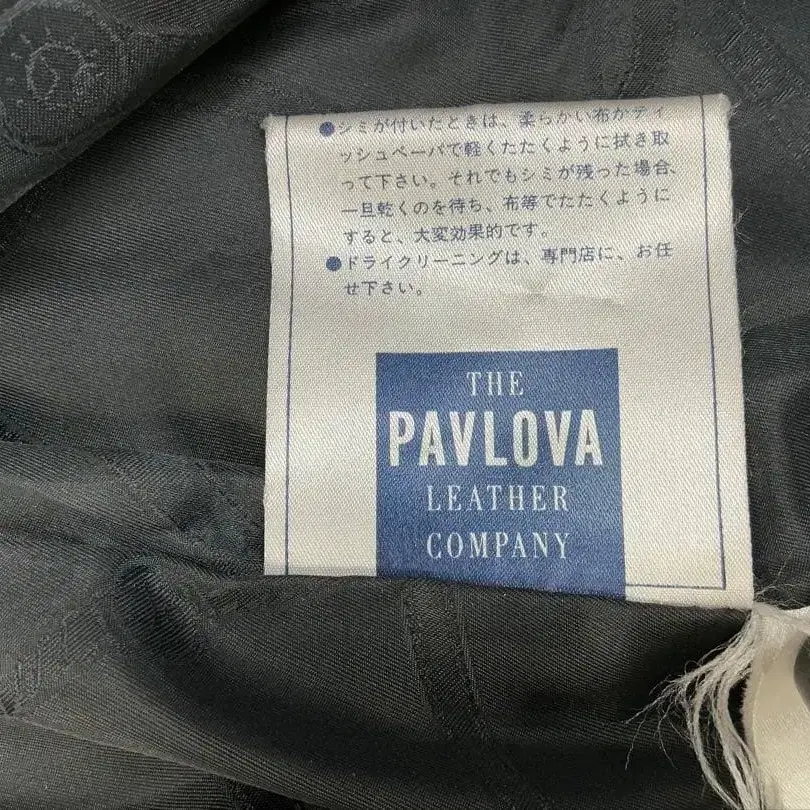 ●シミが付いたときは、柔らかい布かティ
ッシュペーパで軽くたたくように拭き取
って下さい。それでもシミが残った場合、
一旦乾くのを待ち、布等でたたくように
すると、大変効果的です。
●ドライクリーニングは、専門店に、お任
せ下さい。
THE
PAVLOVA
LEATHER
COMPANY